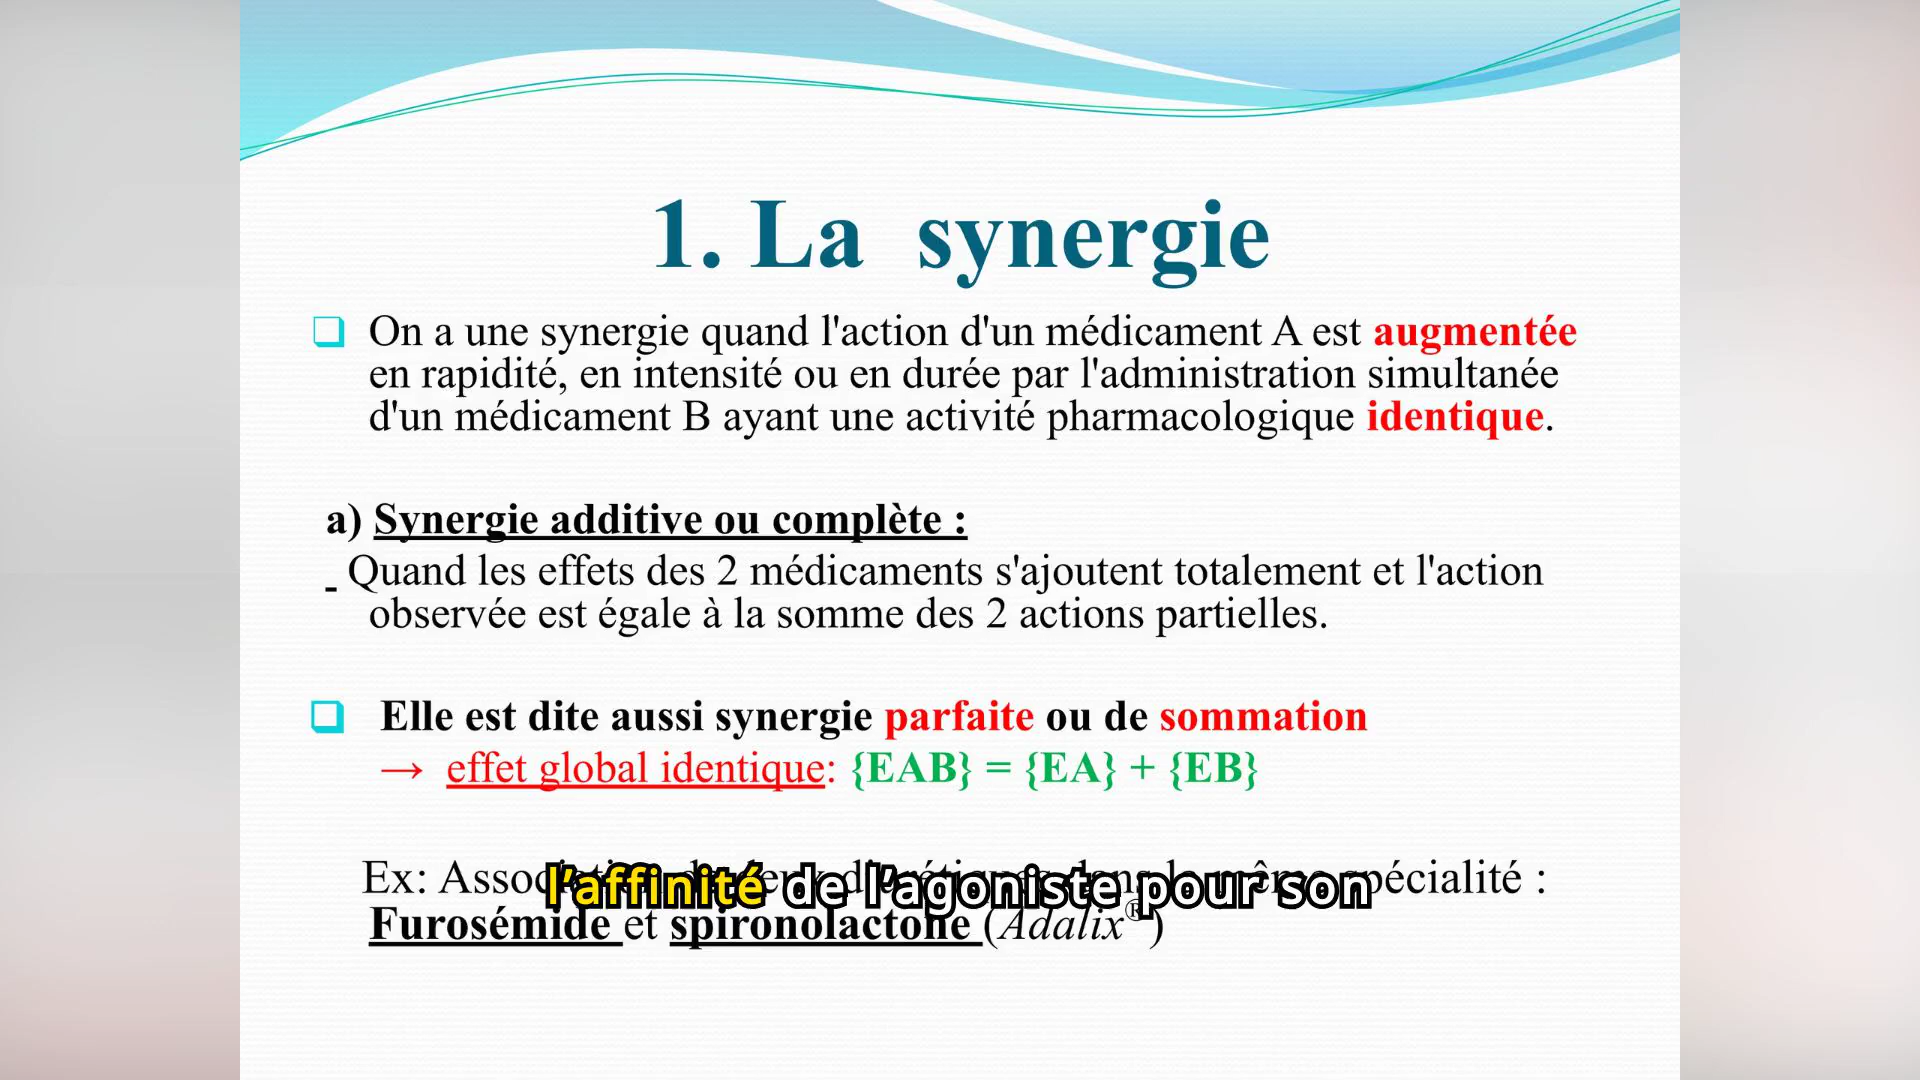 1. La synergie
On a une synergie quand l'action d'un médicament A est augmentée
en rapidité, en intensité ou en durée par l'administration simultanée
d'un médicament B ayant une activité pharmacologique identique.
a) Synergie additive ou complète :
- Quand les effets des 2 médicaments s'ajoutent totalement et l'action
observée est égale à la somme des 2 actions partielles.
Elle est dite aussi synergie parfaite ou de sommation
→ effet global identique: {EAB} = {EA} + {EB}
Ex: même spécialité :
l’affinité de l’agoniste pour son
Furosémide et spironolactone (Adalix®)